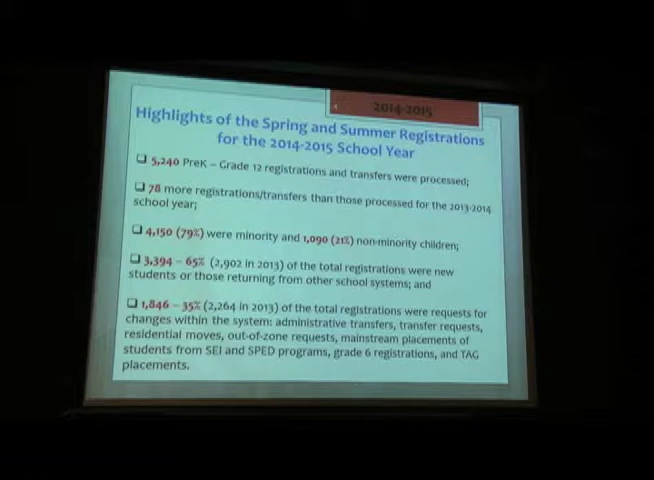 2014-2015
Highlights of the Spring and Summer Registrations
for the 2014-2015 School Year
5,240 PreK – Grade 12 registrations and transfers were processed;
78 more registrations/transfers than those processed for the 2013-2014
school year;
4,150 (79%) were minority and 1,090 (21%) non-minority children;
3,394 – 65% (2,902 in 2013) of the total registrations were new
students or those returning from other school systems; and
1,846 – 35% (2,264 in 2013) of the total registrations were requests for
changes within the system: administrative transfers, transfer requests,
residential moves, out-of-zone requests, mainstream placements of
students from SEI and SPED programs, grade 6 registrations, and TAG
placements.